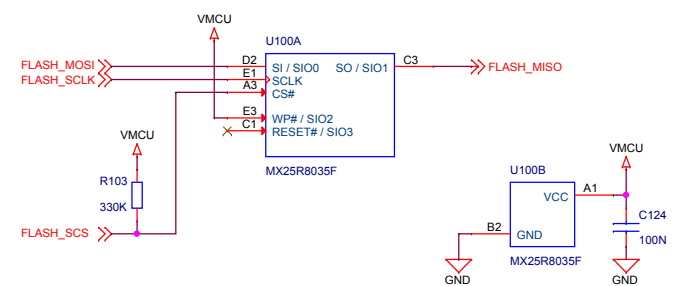 VMCU
U100A
FLASH_MOSI D2 SI / SIO0 SO / SIO1 C3 FLASH_MISO
FLASH_SCLK E1 SCLK
A3 CS#
E3 WP# / SIO2
C1 RESET# / SIO3
VMCU
MX25R8035F
R103
330K
FLASH_SCS
VMCU
U100B
VCC A1
C124
B2 GND
100N
MX25R8035F
GND
GND